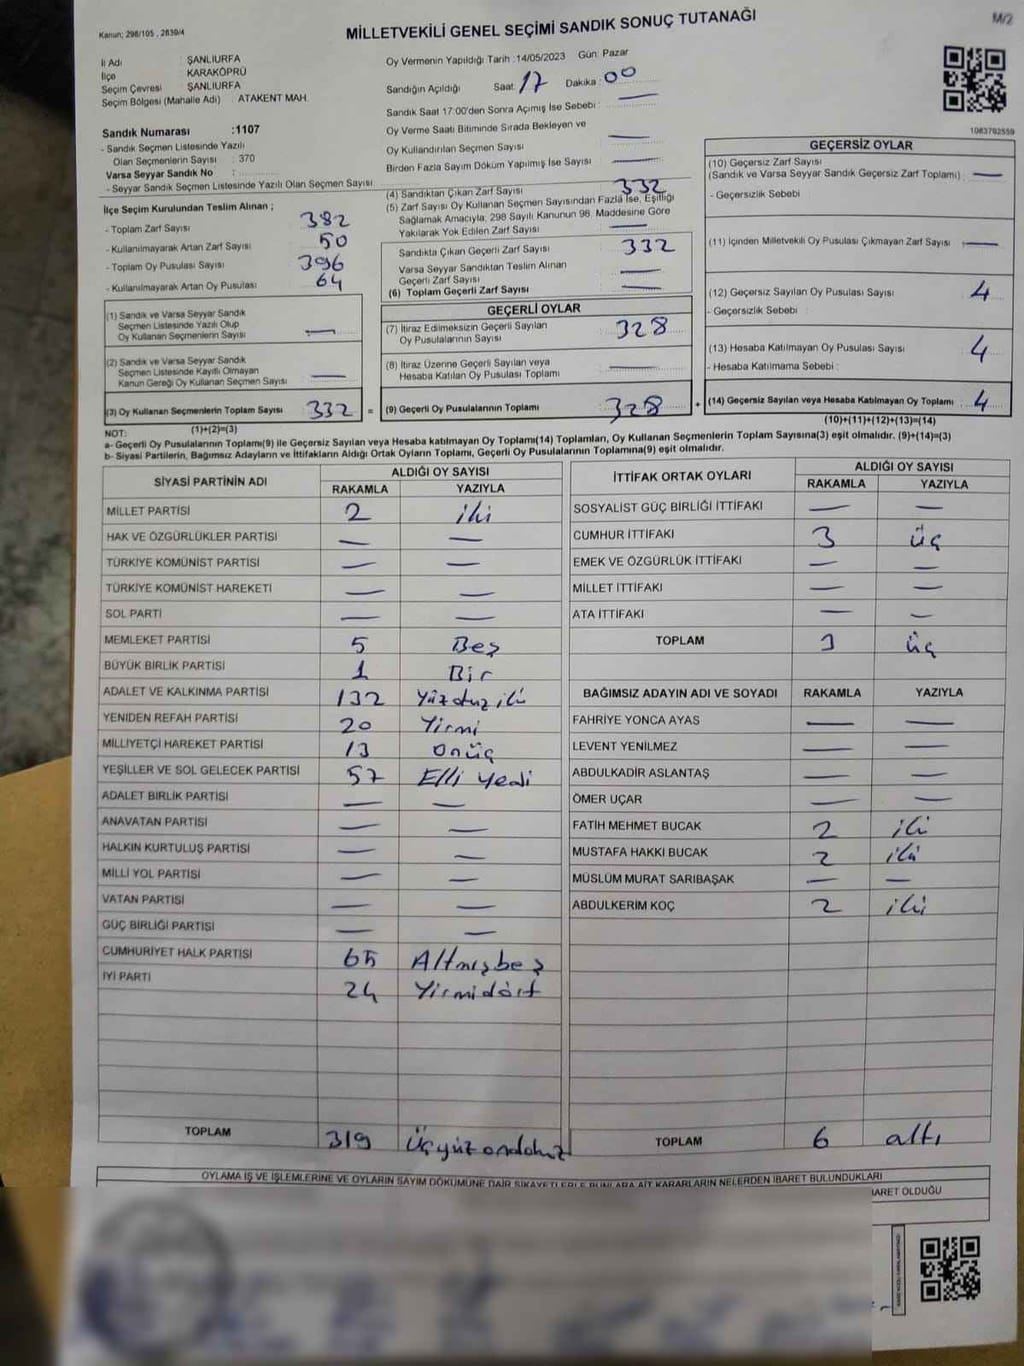 M/2
Kanun; 298/105 , 2839/4
MİLLETVEKİLİ GENEL SEÇİMİ SANDIK SONUÇ TUTANAĞI
İl Adı : ŞANLIURFA
İlçe : KARAKÖPRÜ
Seçim Çevresi : ŞANLIURFA
Seçim Bölgesi (Mahalle Adı) : ATAKENT MAH.
Sandık Numarası :1107
- Sandık Seçmen Listesinde Yazılı
Olan Seçmenlerin Sayısı : 370
Varsa Seyyar Sandık No :
- Seyyar Sandık Seçmen Listesinde Yazılı Olan Seçmen Sayısı
İlçe Seçim Kurulundan Teslim Alınan ;
- Toplam Zarf Sayısı 382
- Kullanılmayarak Artan Zarf Sayısı 50
- Toplam Oy Pusulası Sayısı 396
- Kullanılmayarak Artan Oy Pusulası 64
(1) Sandık ve Varsa Seyyar Sandık
Seçmen Listesinde Yazılı Olup
Oy Kullanan Seçmenlerin Sayısı —
(2) Sandık ve Varsa Seyyar Sandık
Seçmen Listesinde Kayıtlı Olmayan
Kanun Gereği Oy Kullanan Seçmen Sayısı —
(3) Oy Kullanan Seçmenlerin Toplam Sayısı 332 =
(1)+(2)=(3)
Oy Vermenin Yapıldığı Tarih :14/05/2023 Gün: Pazar
Sandığın Açıldığı Saat: 17 Dakika : 00
Sandık Saat 17:00'den Sonra Açılmış İse Sebebi : —
Oy Verme Saati Bitiminde Sırada Bekleyen ve
Oy Kullandırılan Seçmen Sayısı —
Birden Fazla Sayım Döküm Yapılmış İse Sayısı —
(4) Sandıktan Çıkan Zarf Sayısı 332
(5) Zarf Sayısı Oy Kullanan Seçmen Sayısından Fazla İse, Eşitliği
Sağlamak Amacıyla; 298 Sayılı Kanunun 98. Maddesine Göre
Yakılarak Yok Edilen Zarf Sayısı —
Sandıkta Çıkan Geçerli Zarf Sayısı 332
Varsa Seyyar Sandıktan Teslim Alınan
Geçerli Zarf Sayısı —
(6) Toplam Geçerli Zarf Sayısı —
GEÇERLİ OYLAR
(7) İtiraz Edilmeksizin Geçerli Sayılan
Oy Pusulalarının Sayısı 328
(8) İtiraz Üzerine Geçerli Sayılan veya
Hesaba Katılan Oy Pusulası Toplamı —
(9) Geçerli Oy Pusulalarının Toplamı 328 +
1083702559
GEÇERSİZ OYLAR
(10) Geçersiz Zarf Sayısı
(Sandık ve Varsa Seyyar Sandık Geçersiz Zarf Toplamı) : —
- Geçersizlik Sebebi
(11) İçinden Milletvekili Oy Pusulası Çıkmayan Zarf Sayısı —
(12) Geçersiz Sayılan Oy Pusulası Sayısı 4
- Geçersizlik Sebebi :
(13) Hesaba Katılmayan Oy Pusulası Sayısı 4
- Hesaba Katılmama Sebebi :
(14) Geçersiz Sayılan veya Hesaba Katılmayan Oy Toplamı : 4
(10)+(11)+(12)+(13)=(14)
NOT:
a- Geçerli Oy Pusulalarının Toplamı(9) ile Geçersiz Sayılan veya Hesaba katılmayan Oy Toplamı(14) Toplamları, Oy Kullanan Seçmenlerin Toplam Sayısına(3) eşit olmalıdır. (9)+(14)=(3)
b- Siyasi Partilerin, Bağımsız Adayların ve İttifakların Aldığı Ortak Oyların Toplamı, Geçerli Oy Pusulalarının Toplamına(9) eşit olmalıdır.
SİYASİ PARTİNİN ADI ALDIĞI OY SAYISI
RAKAMLA YAZIYLA
MİLLET PARTİSİ 2 iki
HAK VE ÖZGÜRLÜKLER PARTİSİ — —
TÜRKİYE KOMÜNİST PARTİSİ — —
TÜRKİYE KOMÜNİST HAREKETİ — —
SOL PARTİ — —
MEMLEKET PARTİSİ 5 Beş
BÜYÜK BİRLİK PARTİSİ 1 Bir
ADALET VE KALKINMA PARTİSİ 132 Yüzotuz iki
YENİDEN REFAH PARTİSİ 20 Yirmi
MİLLİYETÇİ HAREKET PARTİSİ 13 onüç
YEŞİLLER VE SOL GELECEK PARTİSİ 57 Elli yedi
ADALET BİRLİK PARTİSİ — —
ANAVATAN PARTİSİ — —
HALKIN KURTULUŞ PARTİSİ — —
MİLLİ YOL PARTİSİ — —
VATAN PARTİSİ — —
GÜÇ BİRLİĞİ PARTİSİ — —
CUMHURİYET HALK PARTİSİ 65 Altmışbeş
İYİ PARTİ 24 Yirmidört
TOPLAM 319 Üçyüzondokuz
İTTİFAK ORTAK OYLARI ALDIĞI OY SAYISI
RAKAMLA YAZIYLA
SOSYALİST GÜÇ BİRLİĞİ İTTİFAKI — —
CUMHUR İTTİFAKI 3 üç
EMEK VE ÖZGÜRLÜK İTTİFAKI — —
MİLLET İTTİFAKI — —
ATA İTTİFAKI — —
TOPLAM 3 üç
BAĞIMSIZ ADAYIN ADI VE SOYADI RAKAMLA YAZIYLA
FAHRİYE YONCA AYAS — —
LEVENT YENİLMEZ — —
ABDULKADİR ASLANTAŞ — —
ÖMER UÇAR — —
FATİH MEHMET BUCAK 2 iki
MUSTAFA HAKKI BUCAK 2 iki
MÜSLÜM MURAT SARIBAŞAK — —
ABDULKERİM KOÇ 2 iki
TOPLAM 6 altı
OYLAMA İŞ VE İŞLEMLERİNE VE OYLARIN SAYIM DÖKÜMÜNE DAİR ŞİKAYETLERLE BUNLARA AİT KARARLARIN NELERDEN İBARET BULUNDUKLARI
İBARET OLDUĞU